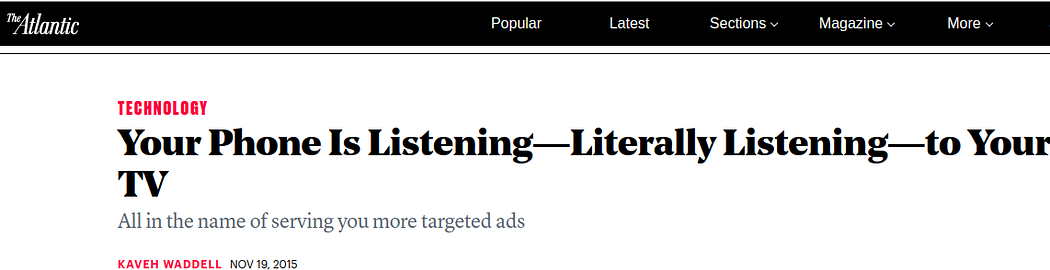 The Atlantic Popular Latest Sections Magazine More
TECHNOLOGY
Your Phone Is Listening—Literally Listening—to Your
TV
All in the name of serving you more targeted ads
KAVEH WADDELL NOV 19, 2015